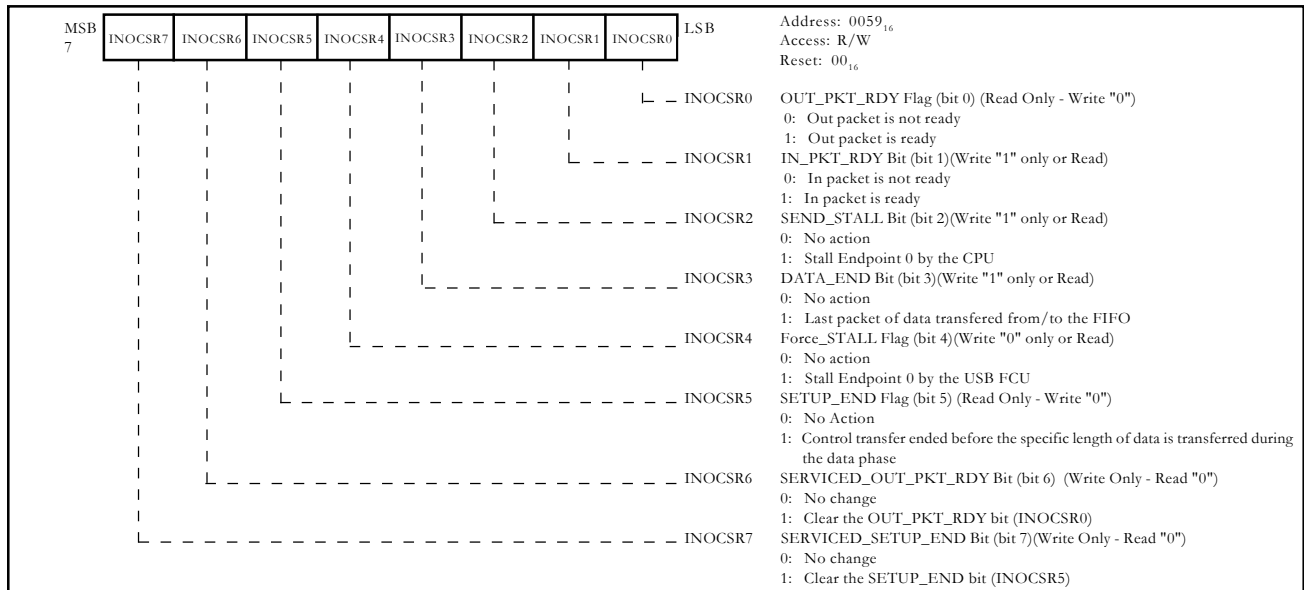 MSB 7 INOCSR7 INOCSR6 INOCSR5 INOCSR4 INOCSR3 INOCSR2 INOCSR1 INOCSR0 LSB
Address: 0059₁₆
Access: R/W
Reset: 00₁₆
INOCSR0 OUT_PKT_RDY Flag (bit 0) (Read Only - Write "0")
0: Out packet is not ready
1: Out packet is ready
INOCSR1 IN_PKT_RDY Bit (bit 1)(Write "1" only or Read)
0: In packet is not ready
1: In packet is ready
INOCSR2 SEND_STALL Bit (bit 2)(Write "1" only or Read)
0: No action
1: Stall Endpoint 0 by the CPU
INOCSR3 DATA_END Bit (bit 3)(Write "1" only or Read)
0: No action
1: Last packet of data transfered from/to the FIFO
INOCSR4 Force_STALL Flag (bit 4)(Write "0" only or Read)
0: No action
1: Stall Endpoint 0 by the USB FCU
INOCSR5 SETUP_END Flag (bit 5) (Read Only - Write "0")
0: No Action
1: Control transfer ended before the specific length of data is transferred during
the data phase
INOCSR6 SERVICED_OUT_PKT_RDY Bit (bit 6) (Write Only - Read "0")
0: No change
1: Clear the OUT_PKT_RDY bit (INOCSR0)
INOCSR7 SERVICED_SETUP_END Bit (bit 7)(Write Only - Read "0")
0: No change
1: Clear the SETUP_END bit (INOCSR5)